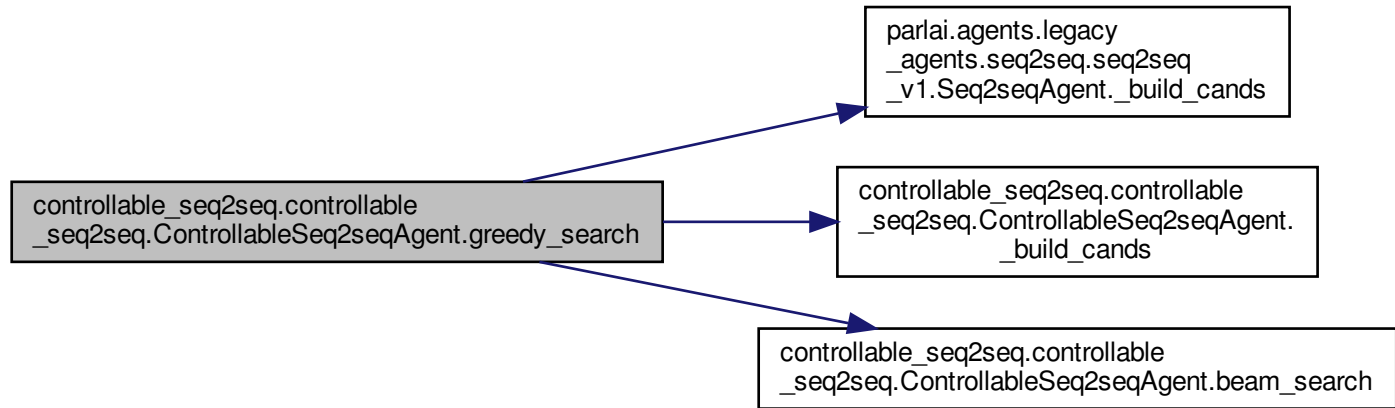 parlai.agents.legacy
_agents.seq2seq.seq2seq
_v1.Seq2seqAgent._build_cands
controllable_seq2seq.controllable
_seq2seq.ControllableSeq2seqAgent.greedy_search
controllable_seq2seq.controllable
_seq2seq.ControllableSeq2seqAgent.
_build_cands
controllable_seq2seq.controllable
_seq2seq.ControllableSeq2seqAgent.beam_search